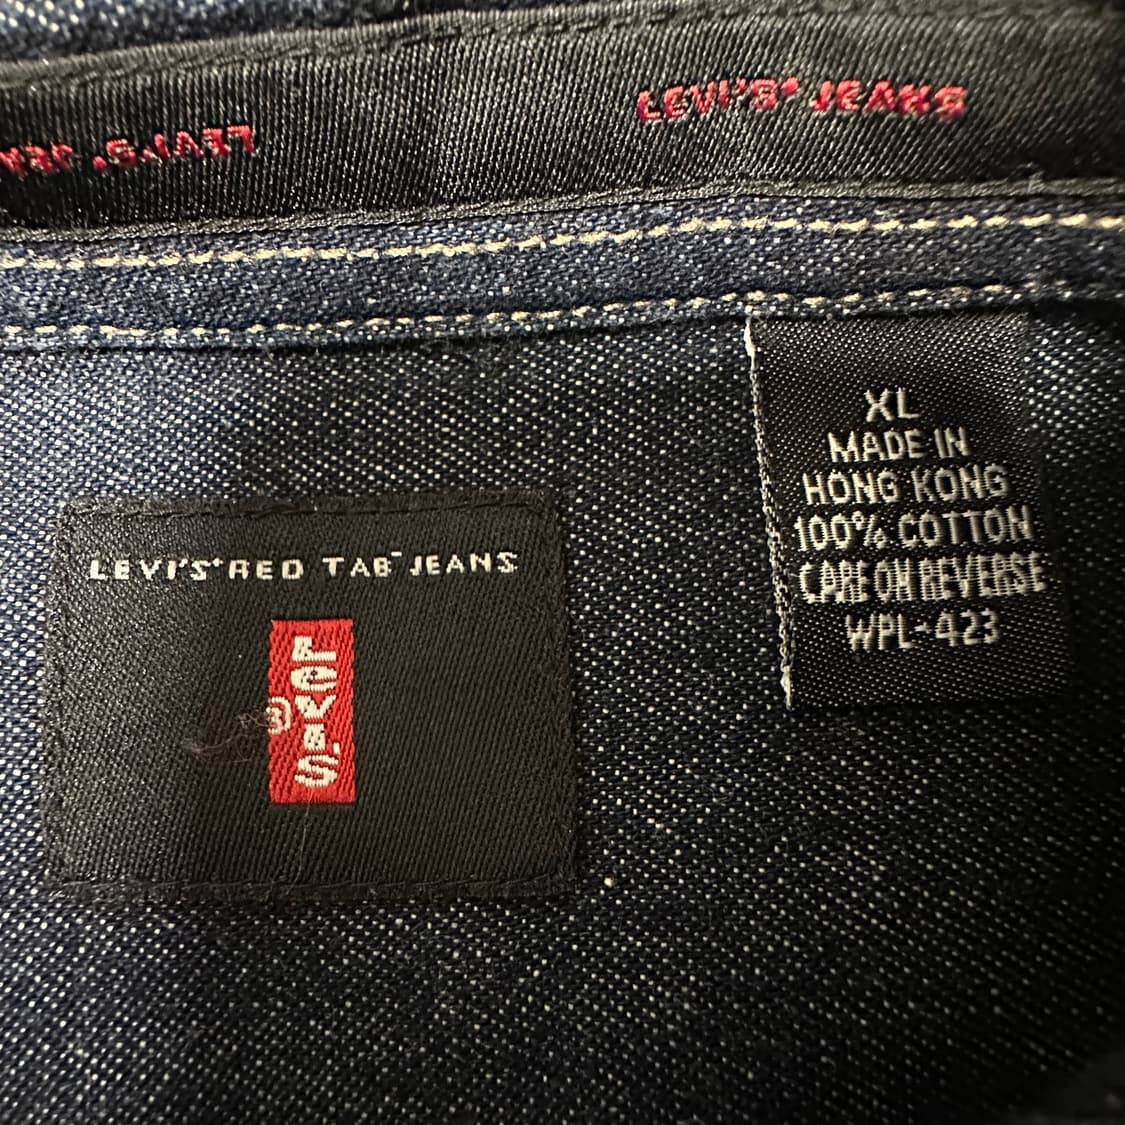 LEVI'S® JEANS
LEVI'S® JEA
LEVI'S® RED TAB™ JEANS
LEVI'S
®
XL
MADE IN
HONG KONG
100% COTTON
CARE ON REVERSE
WPL-423